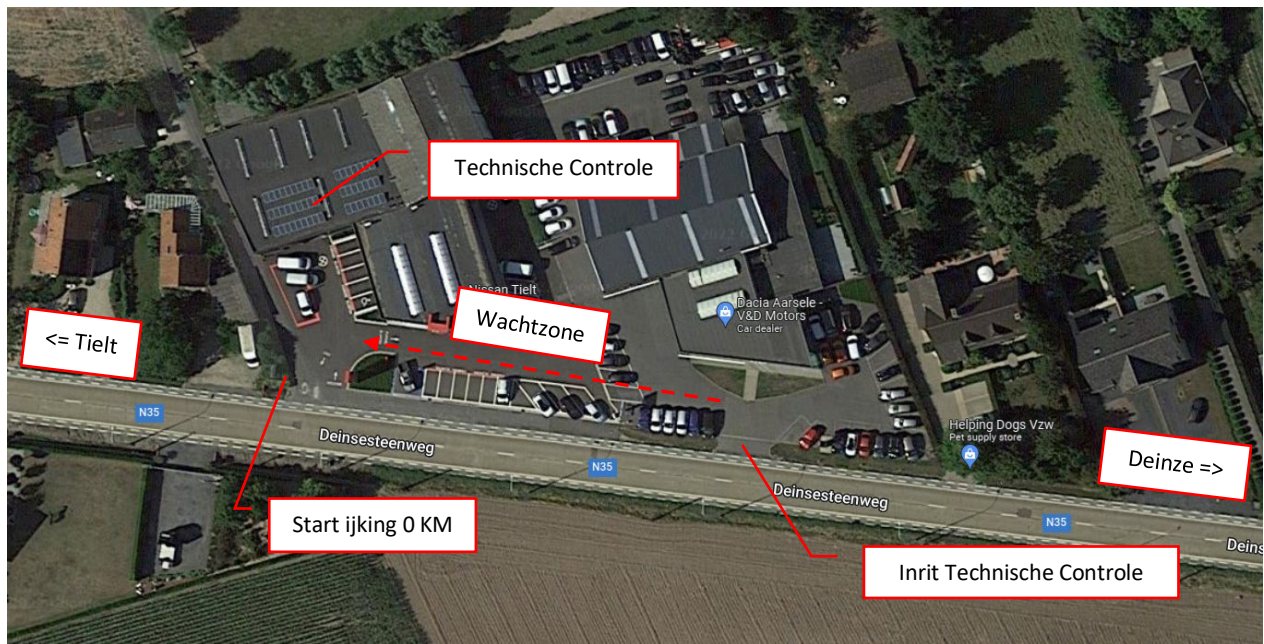 Technische Controle
Nissan Tielt
Wachtzone
Dacia Aarsele -
V&D Motors
Car dealer
<= Tielt
N35
Deinsesteenweg
Helping Dogs Vzw
Pet supply store
Deinze =>
N35
Deinsesteenweg
N35
Deins
Start ijking 0 KM
Inrit Technische Controle